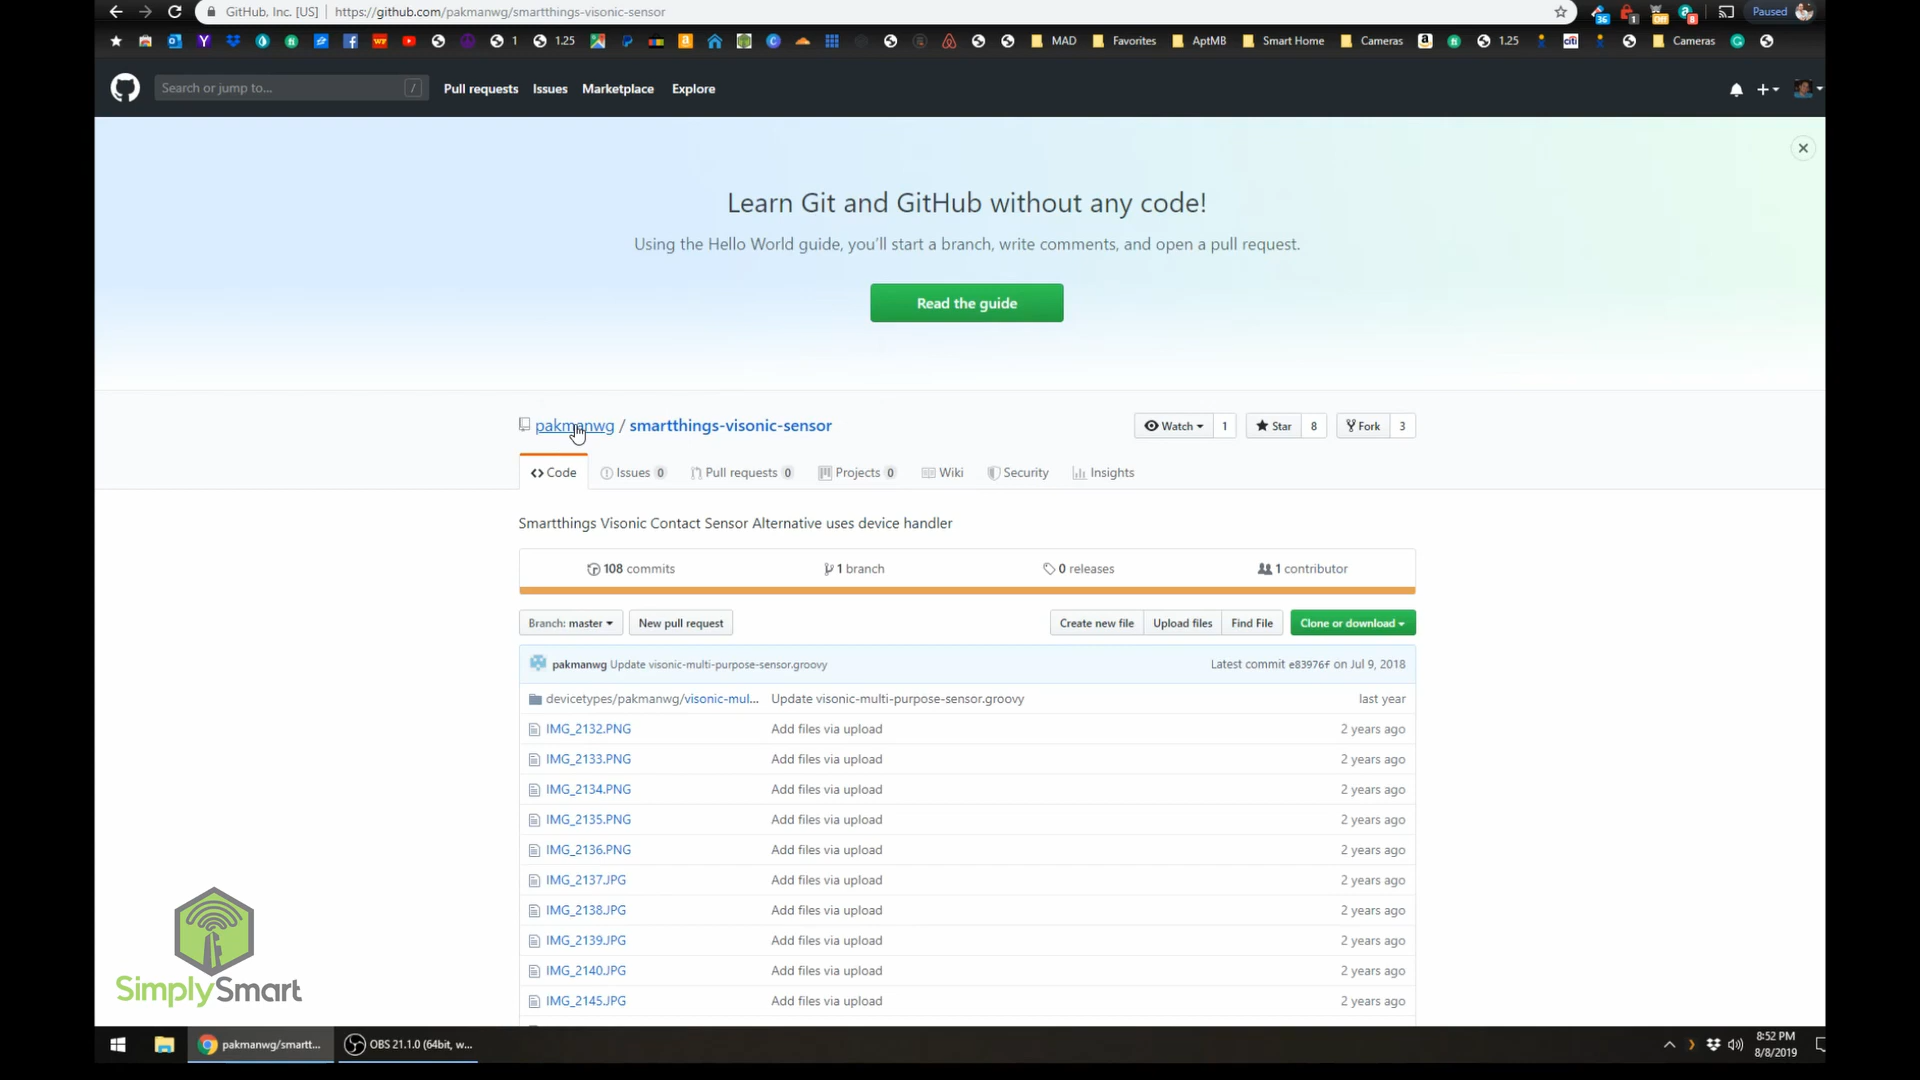 GitHub, Inc. [US] | https://github.com/pakmanwg/smartthings-visonic-sensor
36 1 Off 8 Paused
1 1.25 MAD Favorites AptMB Smart Home Cameras 1.25 citi Cameras
Search or jump to... / Pull requests Issues Marketplace Explore
Learn Git and GitHub without any code!
Using the Hello World guide, you’ll start a branch, write comments, and open a pull request.
Read the guide
pakmanwg / smartthings-visonic-sensor
Watch 1 Star 8 Fork 3
Code Issues 0 Pull requests 0 Projects 0 Wiki Security Insights
Smartthings Visonic Contact Sensor Alternative uses device handler
108 commits 1 branch 0 releases 1 contributor
Branch: master New pull request Create new file Upload files Find File Clone or download
pakmanwg Update visonic-multi-purpose-sensor.groovy Latest commit e83976f on Jul 9, 2018
devicetypes/pakmanwg/visonic-mul... Update visonic-multi-purpose-sensor.groovy last year
IMG_2132.PNG Add files via upload 2 years ago
IMG_2133.PNG Add files via upload 2 years ago
IMG_2134.PNG Add files via upload 2 years ago
IMG_2135.PNG Add files via upload 2 years ago
IMG_2136.PNG Add files via upload 2 years ago
IMG_2137.JPG Add files via upload 2 years ago
IMG_2138.JPG Add files via upload 2 years ago
IMG_2139.JPG Add files via upload 2 years ago
IMG_2140.JPG Add files via upload 2 years ago
IMG_2145.JPG Add files via upload 2 years ago
SimplySmart
pakmanwg/smartt... OBS 21.1.0 (64bit, w...
8:52 PM
8/8/2019